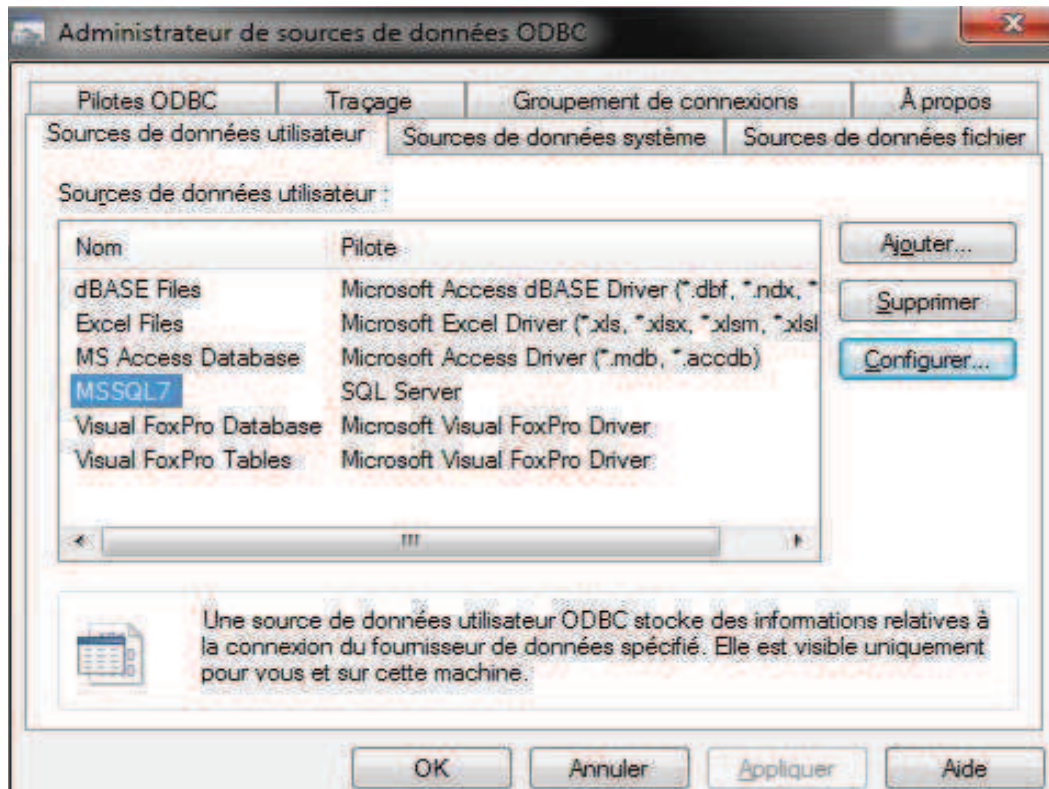 Administrateur de sources de données ODBC
Pilotes ODBC Traçage Groupement de connexions À propos
Sources de données utilisateur Sources de données système Sources de données fichier
Sources de données utilisateur :
Nom Pilote
Ajouter...
dBASE Files Microsoft Access dBASE Driver (*.dbf, *.ndx, *
Supprimer
Excel Files Microsoft Excel Driver (*.xls, *.xlsx, *.xlsm, *.xlsl
MS Access Database Microsoft Access Driver (*.mdb, *.accdb)
Configurer...
MSSQL7 SQL Server
Visual FoxPro Database Microsoft Visual FoxPro Driver
Visual FoxPro Tables Microsoft Visual FoxPro Driver
Une source de données utilisateur ODBC stocke des informations relatives à
la connexion du fournisseur de données spécifié. Elle est visible uniquement
pour vous et sur cette machine.
OK Annuler Appliquer Aide